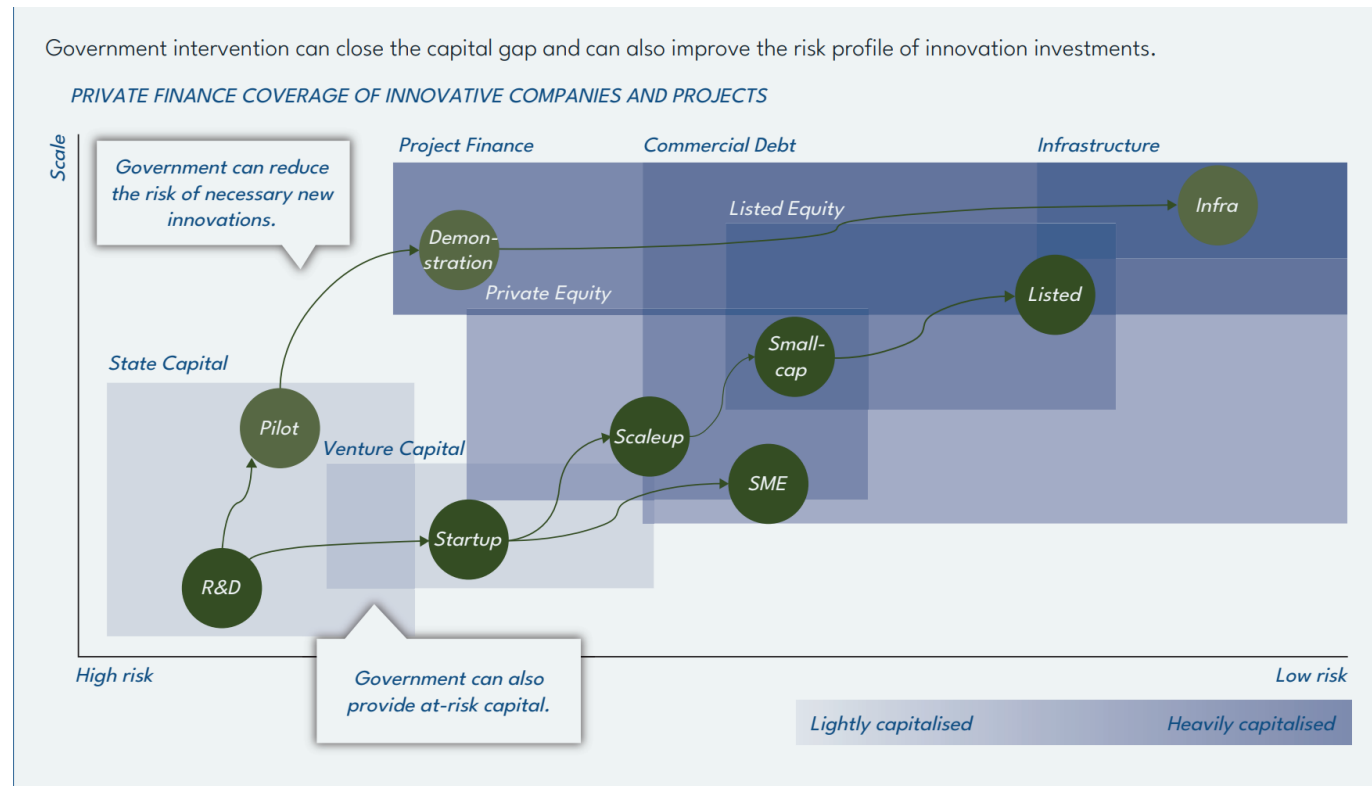 Government intervention can close the capital gap and can also improve the risk profile of innovation investments.
PRIVATE FINANCE COVERAGE OF INNOVATIVE COMPANIES AND PROJECTS
Scale
Government can reduce
the risk of necessary new
innovations.
Project Finance
Commercial Debt
Infrastructure
Listed Equity
Infra
Demon-
stration
Private Equity
Listed
Small-
cap
State Capital
Pilot
Venture Capital
Scaleup
SME
Startup
R&D
High risk
Low risk
Government can also
provide at-risk capital.
Lightly capitalised
Heavily capitalised